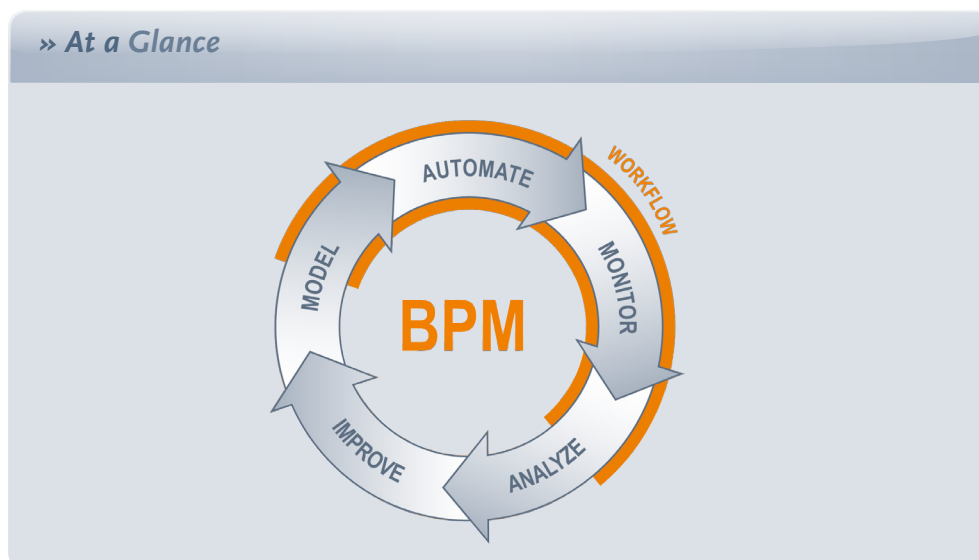 » At a Glance
AUTOMATE
WORKFLOW
MODEL
MONITOR
BPM
IMPROVE
ANALYZE